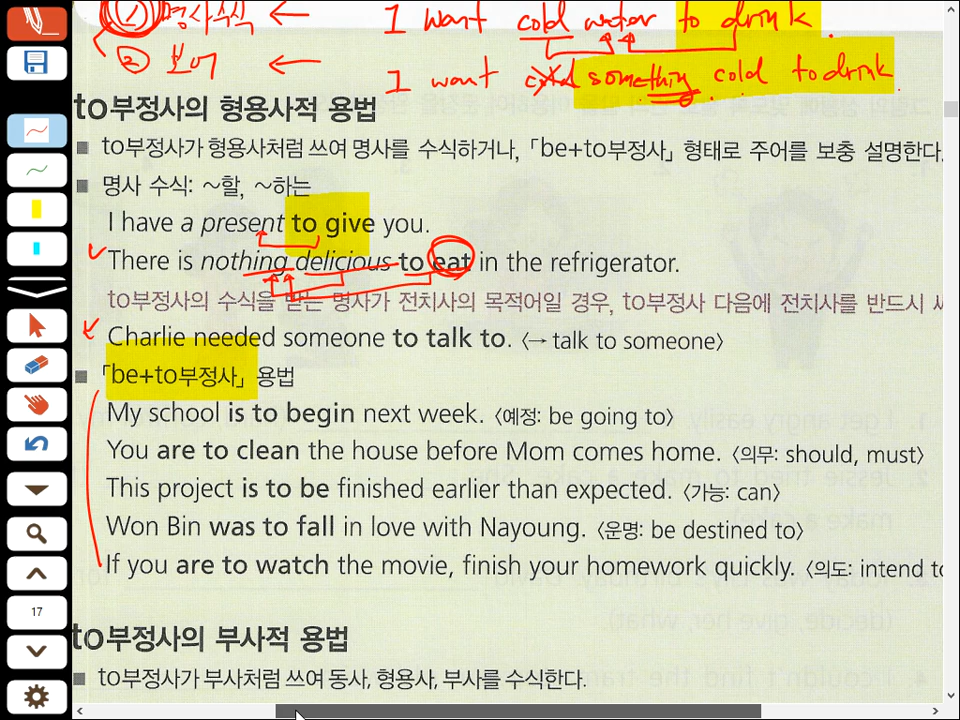 ① 명사수식 ← I want cold water to drink.
② 보어 ← I want cold something cold to drink.
to부정사의 형용사적 용법
■ to부정사가 형용사처럼 쓰여 명사를 수식하거나, 「be+to부정사」 형태로 주어를 보충 설명한다.
■ 명사 수식: ~할, ~하는
I have a present to give you.
There is nothing delicious to eat in the refrigerator.
to부정사의 수식을 받는 명사가 전치사의 목적어일 경우, to부정사 다음에 전치사를 반드시
Charlie needed someone to talk to. 〈→ talk to someone〉
■ 「be+to부정사」 용법
My school is to begin next week. 〈예정: be going to〉
You are to clean the house before Mom comes home. 〈의무: should, must〉
This project is to be finished earlier than expected. 〈가능: can〉
Won Bin was to fall in love with Nayoung. 〈운명: be destined to〉
If you are to watch the movie, finish your homework quickly. 〈의도: intend to
17
to부정사의 부사적 용법
■ to부정사가 부사처럼 쓰여 동사, 형용사, 부사를 수식한다.